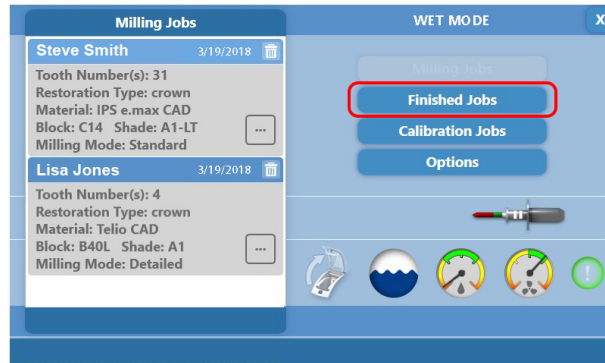 Milling Jobs
Steve Smith 3/19/2018
Tooth Number(s): 31
Restoration Type: crown
Material: IPS e.max CAD
Block: C14 Shade: A1-LT
Milling Mode: Standard
...
Lisa Jones 3/19/2018
Tooth Number(s): 4
Restoration Type: crown
Material: Telio CAD
Block: B40L Shade: A1
Milling Mode: Detailed
...
WET MODE
X
Milling Jobs
Finished Jobs
Calibration Jobs
Options
!